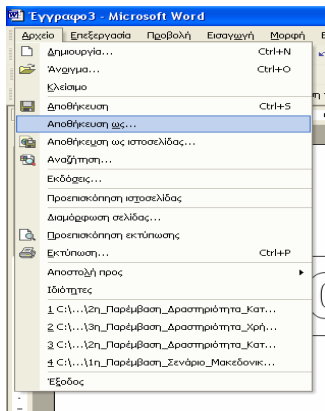 Έγγραφο3 - Microsoft Word
Αρχείο Επεξεργασία Προβολή Εισαγωγή Μορφή
Δημιουργία... Ctrl+N
Άνοιγμα... Ctrl+O
Κλείσιμο
Αποθήκευση Ctrl+S
Αποθήκευση ως...
Αποθήκευση ως ιστοσελίδας...
Αναζήτηση...
Εκδόσεις...
Προεπισκόπηση ιστοσελίδας
Διαμόρφωση σελίδας...
Προεπισκόπηση εκτύπωσης
Εκτύπωση... Ctrl+P
Αποστολή προς
Ιδιότητες
1 C:\...\2η_Παρέμβαση_Δραστηριότητα_Κατ...
2 C:\...\3η_Παρέμβαση_Δραστηριότητα_Χρή...
3 C:\...\2η_Παρέμβαση_Δραστηριότητα_Κατ...
4 C:\...\1η_Παρέμβαση_Σενάριο_Μακεδονικ...
Έξοδος